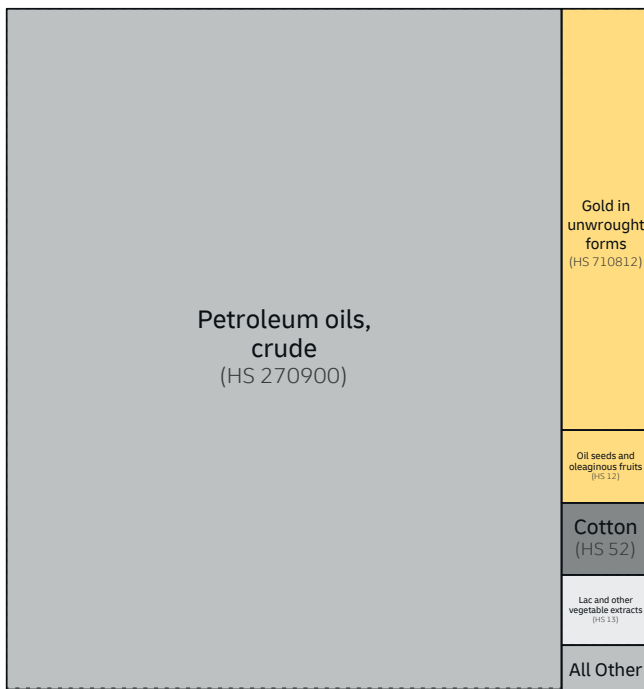 Petroleum oils,
crude
(HS 270900)
Gold in
unwrought
forms
(HS 710812)
Oil seeds and
oleaginous fruits
(HS 12)
Cotton
(HS 52)
Lac and other
vegetable extracts
(HS 13)
All Other